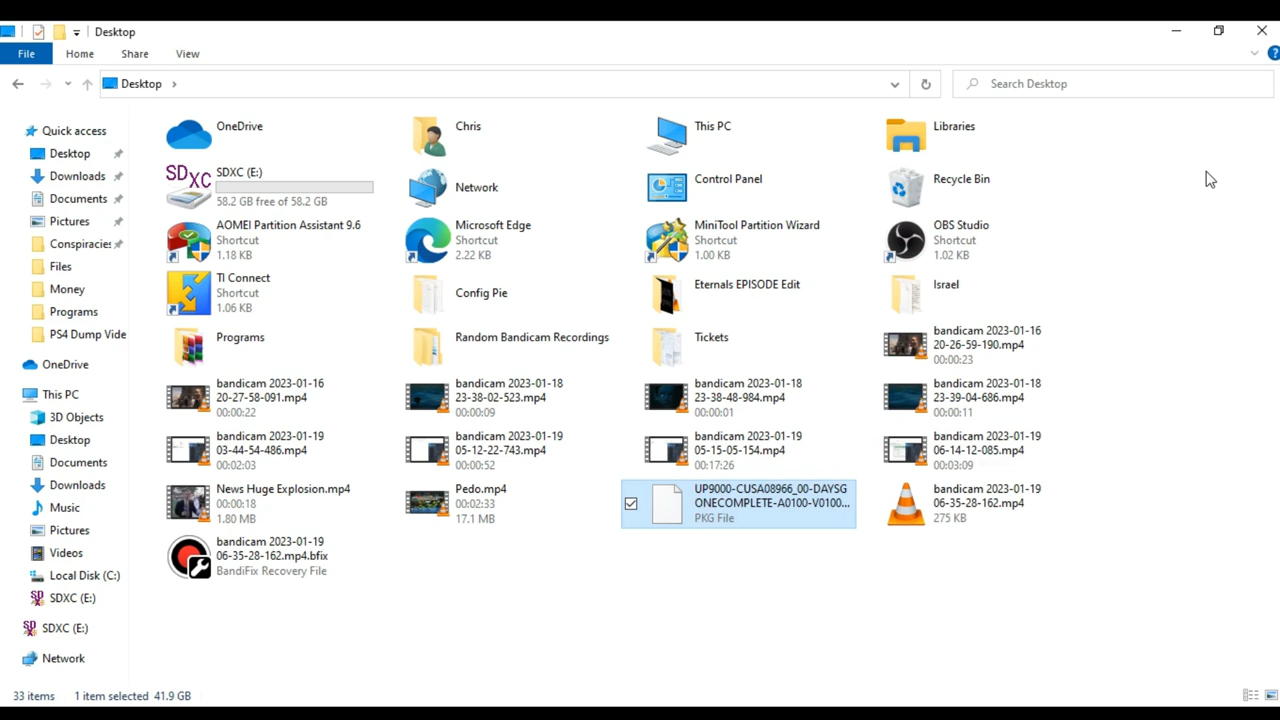 Desktop
File Home Share View
Desktop
Search Desktop
Quick access
Desktop
Downloads
Documents
Pictures
Conspiracies
Files
Money
Programs
PS4 Dump Vide
OneDrive
This PC
3D Objects
Desktop
Documents
Downloads
Music
Pictures
Videos
Local Disk (C:)
SDXC (E:)
SDXC (E:)
Network
OneDrive
Chris
This PC
Libraries
SDXC
SDXC (E:)
58.2 GB free of 58.2 GB
Network
Control Panel
Recycle Bin
AOMEI Partition Assistant 9.6
Shortcut
1.18 KB
Microsoft Edge
Shortcut
2.22 KB
MiniTool Partition Wizard
Shortcut
1.00 KB
OBS Studio
Shortcut
1.02 KB
TI Connect
Shortcut
1.06 KB
Config Pie
Eternals EPISODE Edit
Israel
Programs
Random Bandicam Recordings
Tickets
bandicam 2023-01-16
20-26-59-190.mp4
00:00:23
bandicam 2023-01-16
20-27-58-091.mp4
00:00:22
bandicam 2023-01-18
23-38-02-523.mp4
00:00:09
bandicam 2023-01-18
23-38-48-984.mp4
00:00:01
bandicam 2023-01-18
23-39-04-686.mp4
00:00:11
bandicam 2023-01-19
03-44-54-486.mp4
00:02:03
bandicam 2023-01-19
05-12-22-743.mp4
00:00:52
bandicam 2023-01-19
05-15-05-154.mp4
00:17:26
bandicam 2023-01-19
06-14-12-085.mp4
00:03:09
News Huge Explosion.mp4
00:00:18
1.80 MB
Pedo.mp4
00:02:33
17.1 MB
UP9000-CUSA08966_00-DAYSG
ONECOMPLETE-A0100-V0100...
PKG File
bandicam 2023-01-19
06-35-28-162.mp4
275 KB
bandicam 2023-01-19
06-35-28-162.mp4.bfix
BandiFix Recovery File
33 items 1 item selected 41.9 GB